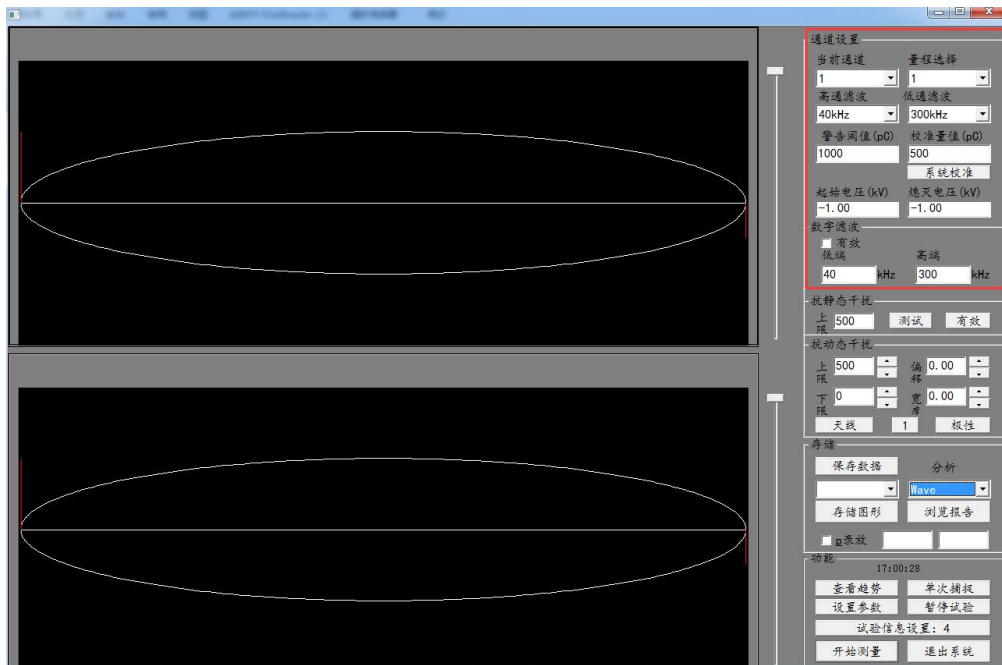 通道设置
当前通道 量程选择
1 1
高通滤波 低通滤波
40kHz 300kHz
警告阈值(pC) 校准量值(pC)
1000 500
系统校准
起始电压(kV) 熄灭电压(kV)
-1.00 -1.00
数字滤波
有效
低端 高端
40 kHz 300 kHz
抗静态干扰
上限 500 测试 有效
抗动态干扰
上限 500 偏移 0.00
下限 0 宽度 0.00
天线 1 极性
存储
保存数据 分析
Wave
存储图形 浏览报告
录放
功能
17:00:28
查看趋势 单次捕捉
设置参数 暂停试验
试验信息设置: 4
开始测量 退出系统